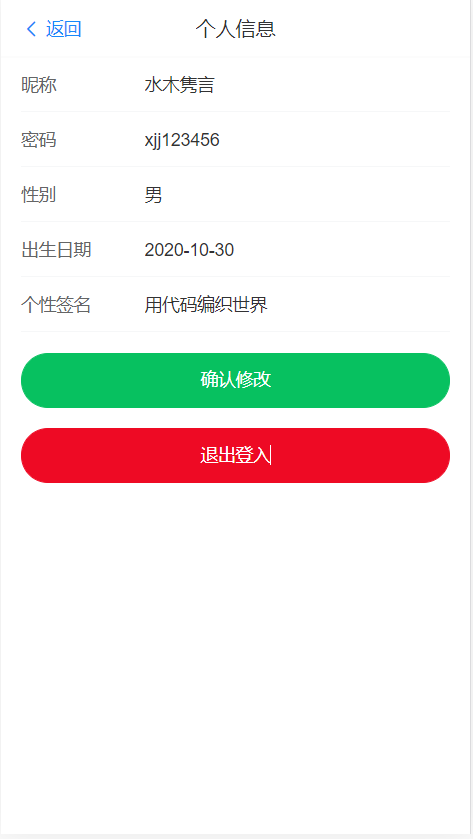 返回 个人信息
昵称 水木隽言
密码 xjj123456
性别 男
出生日期 2020-10-30
个性签名 用代码编织世界
确认修改
退出登入